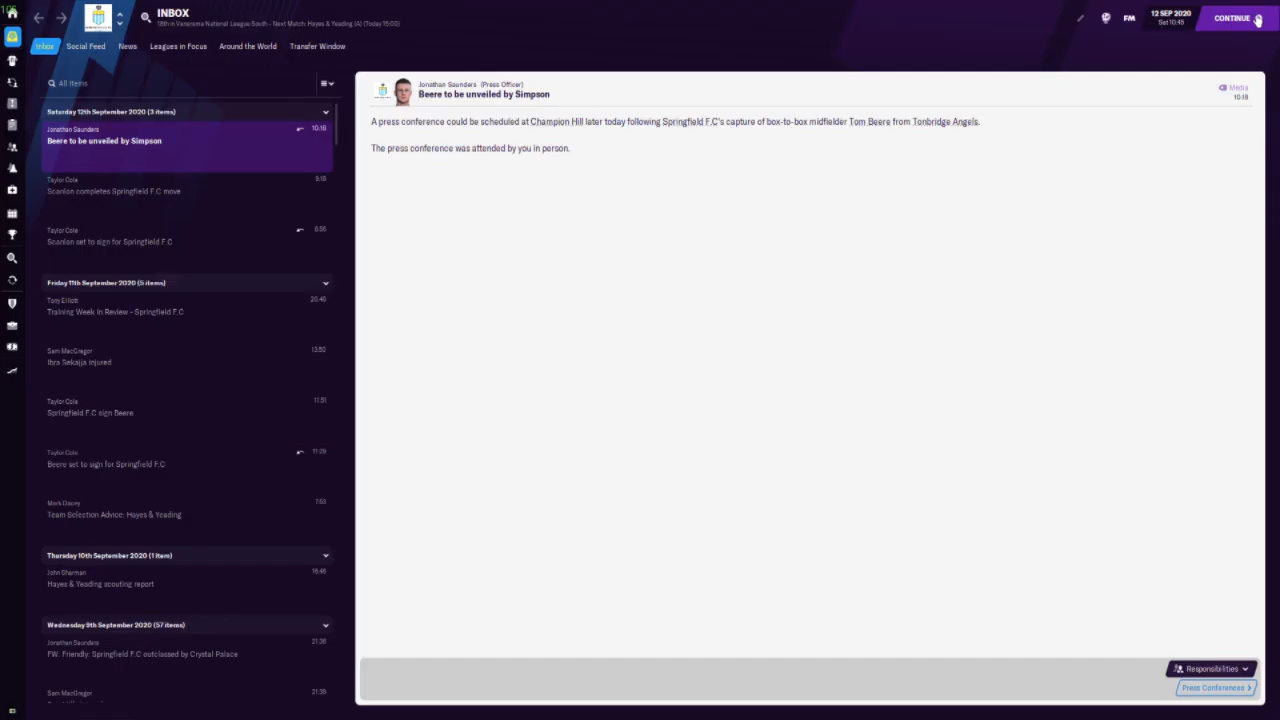 INBOX
18th in Vanarama National League South - Next Match: Hayes & Yeading (A) (Today 15:00)
FM
12 SEP 2020
Sat 10:45
CONTINUE
Inbox
Social Feed
News
Leagues in Focus
Around the World
Transfer Window
All Items
Saturday 12th September 2020 (3 items)
Jonathan Saunders 10:18
Beere to be unveiled by Simpson
Taylor Cole 9:18
Scanlon completes Springfield F.C move
Taylor Cole 8:56
Scanlon set to sign for Springfield F.C
Friday 11th September 2020 (5 items)
Tony Elliott 20:48
Training Week In Review - Springfield F.C
Sam MacGregor 13:50
Ibra Sekajja injured
Taylor Cole 11:51
Springfield F.C sign Beere
Taylor Cole 11:29
Beere set to sign for Springfield F.C
Mark Dacey 7:53
Team Selection Advice: Hayes & Yeading
Thursday 10th September 2020 (1 item)
John Sharman 16:46
Hayes & Yeading scouting report
Wednesday 9th September 2020 (57 items)
Jonathan Saunders 21:38
FW: Friendly: Springfield F.C outclassed by Crystal Palace
Sam MacGregor 21:38
Jonathan Saunders (Press Officer)
Beere to be unveiled by Simpson
Media
10:18
A press conference could be scheduled at Champion Hill later today following Springfield F.C's capture of box-to-box midfielder Tom Beere from Tonbridge Angels.
The press conference was attended by you in person.
Responsibilities
Press Conferences